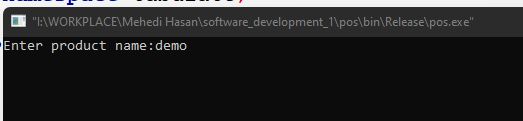 "I:\WORKPLACE\Mehedi Hasan\software_development_1\pos\bin\Release\pos.exe"
Enter product name:demo